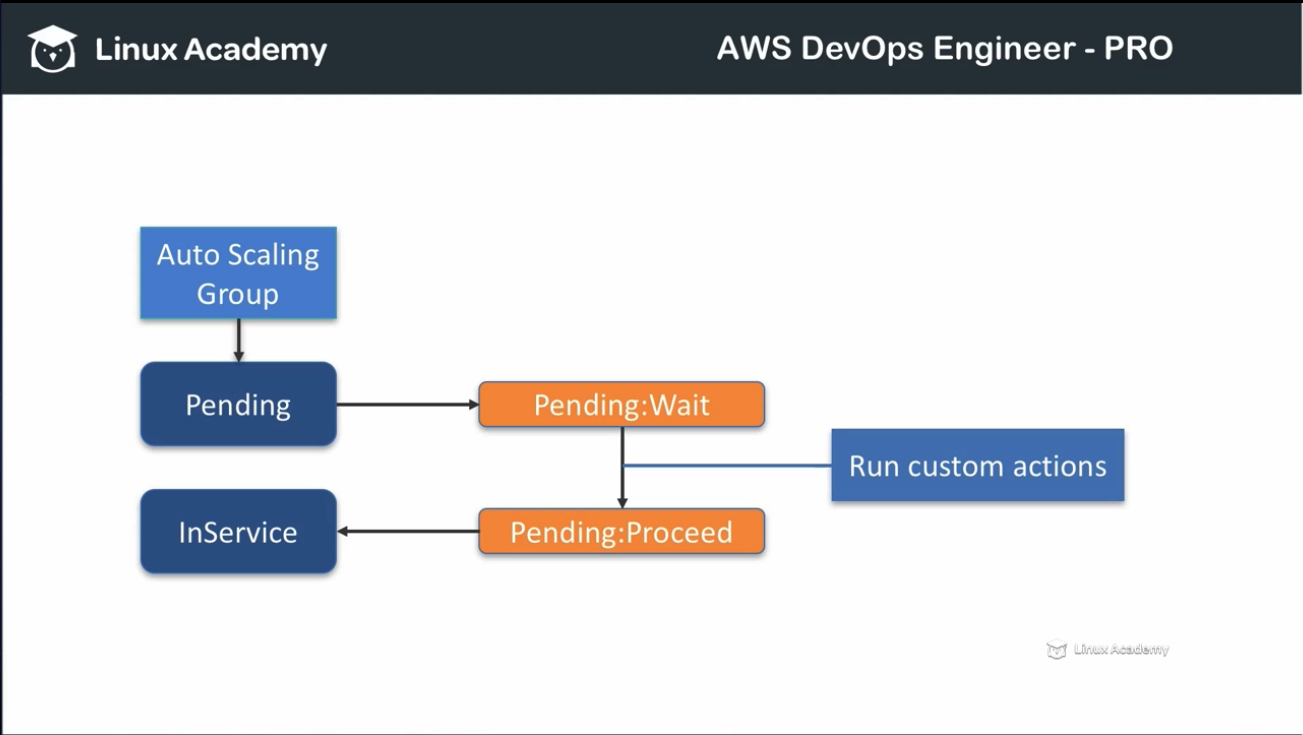 Linux Academy
AWS DevOps Engineer - PRO
Auto Scaling
Group
Pending
Pending:Wait
Run custom actions
InService
Pending:Proceed
Linux Academy